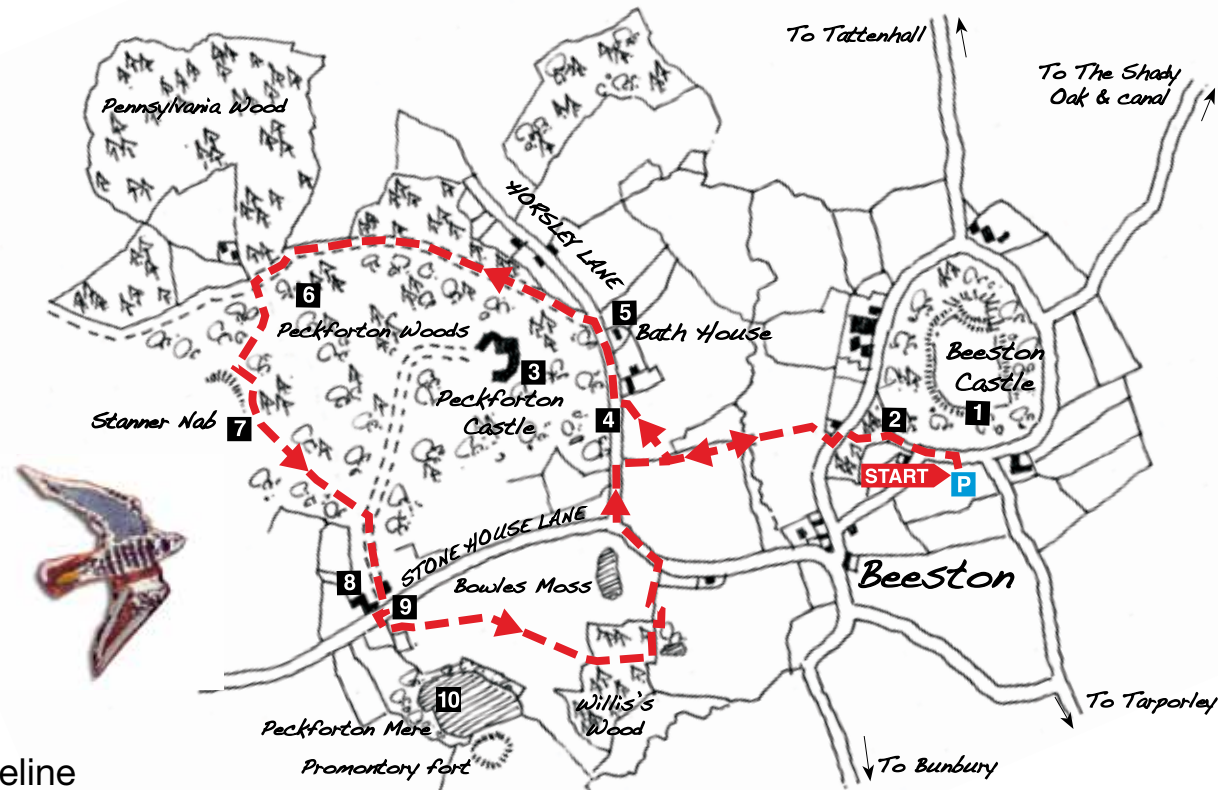 To Tattenhall
To The Shady
Oak & canal
Pennsylvania Wood
HORSLEY LANE
6
5
Peckforton Woods
Bath House
3
Beeston
Castle
Peckforton
Castle
1
2
4
Stanner Nab
7
START
P
STONE HOUSE LANE
8
9
Bowles Moss
Beeston
10
Willis's
Wood
Peckforton Mere
Promontory fort
To Tarporley
To Bunbury
eline